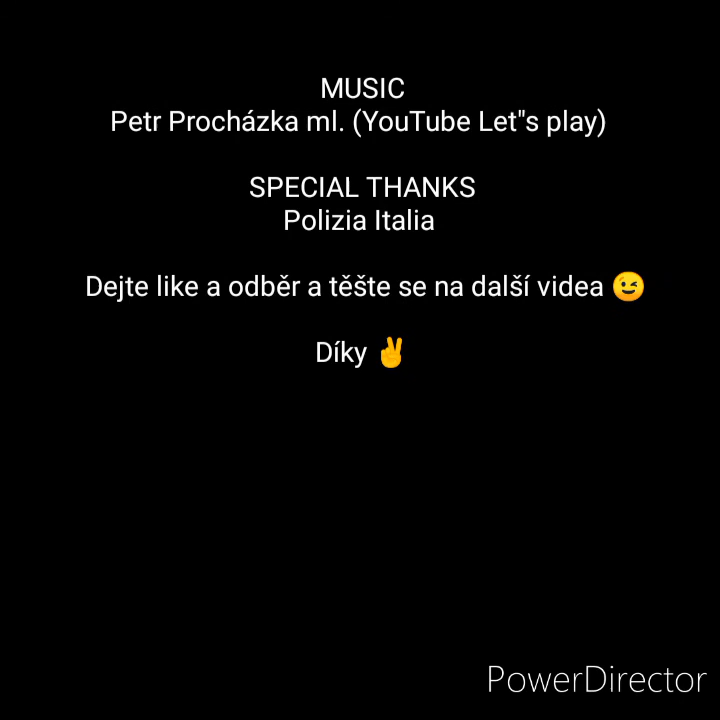 MUSIC
Petr Procházka ml. (YouTube Let"s play)
SPECIAL THANKS
Polizia Italia
Dejte like a odběr a těšte se na další videa 😉
Díky ✌
PowerDirector